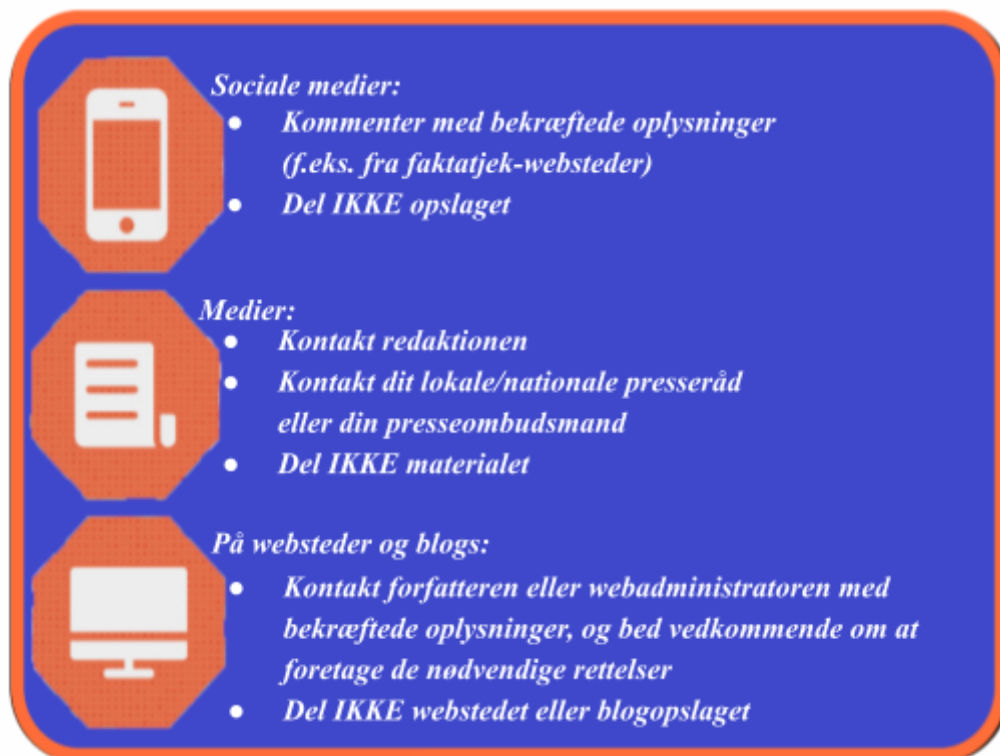 Sociale medier:
● Kommenter med bekræftede oplysninger
(f.eks. fra faktatjek-websteder)
● Del IKKE opslaget
Medier:
● Kontakt redaktionen
● Kontakt dit lokale/nationale presseråd
eller din presseombudsmand
● Del IKKE materialet
På websteder og blogs:
● Kontakt forfatteren eller webadministratoren med
bekræftede oplysninger, og bed vedkommende om at
foretage de nødvendige rettelser
● Del IKKE webstedet eller blogopslaget